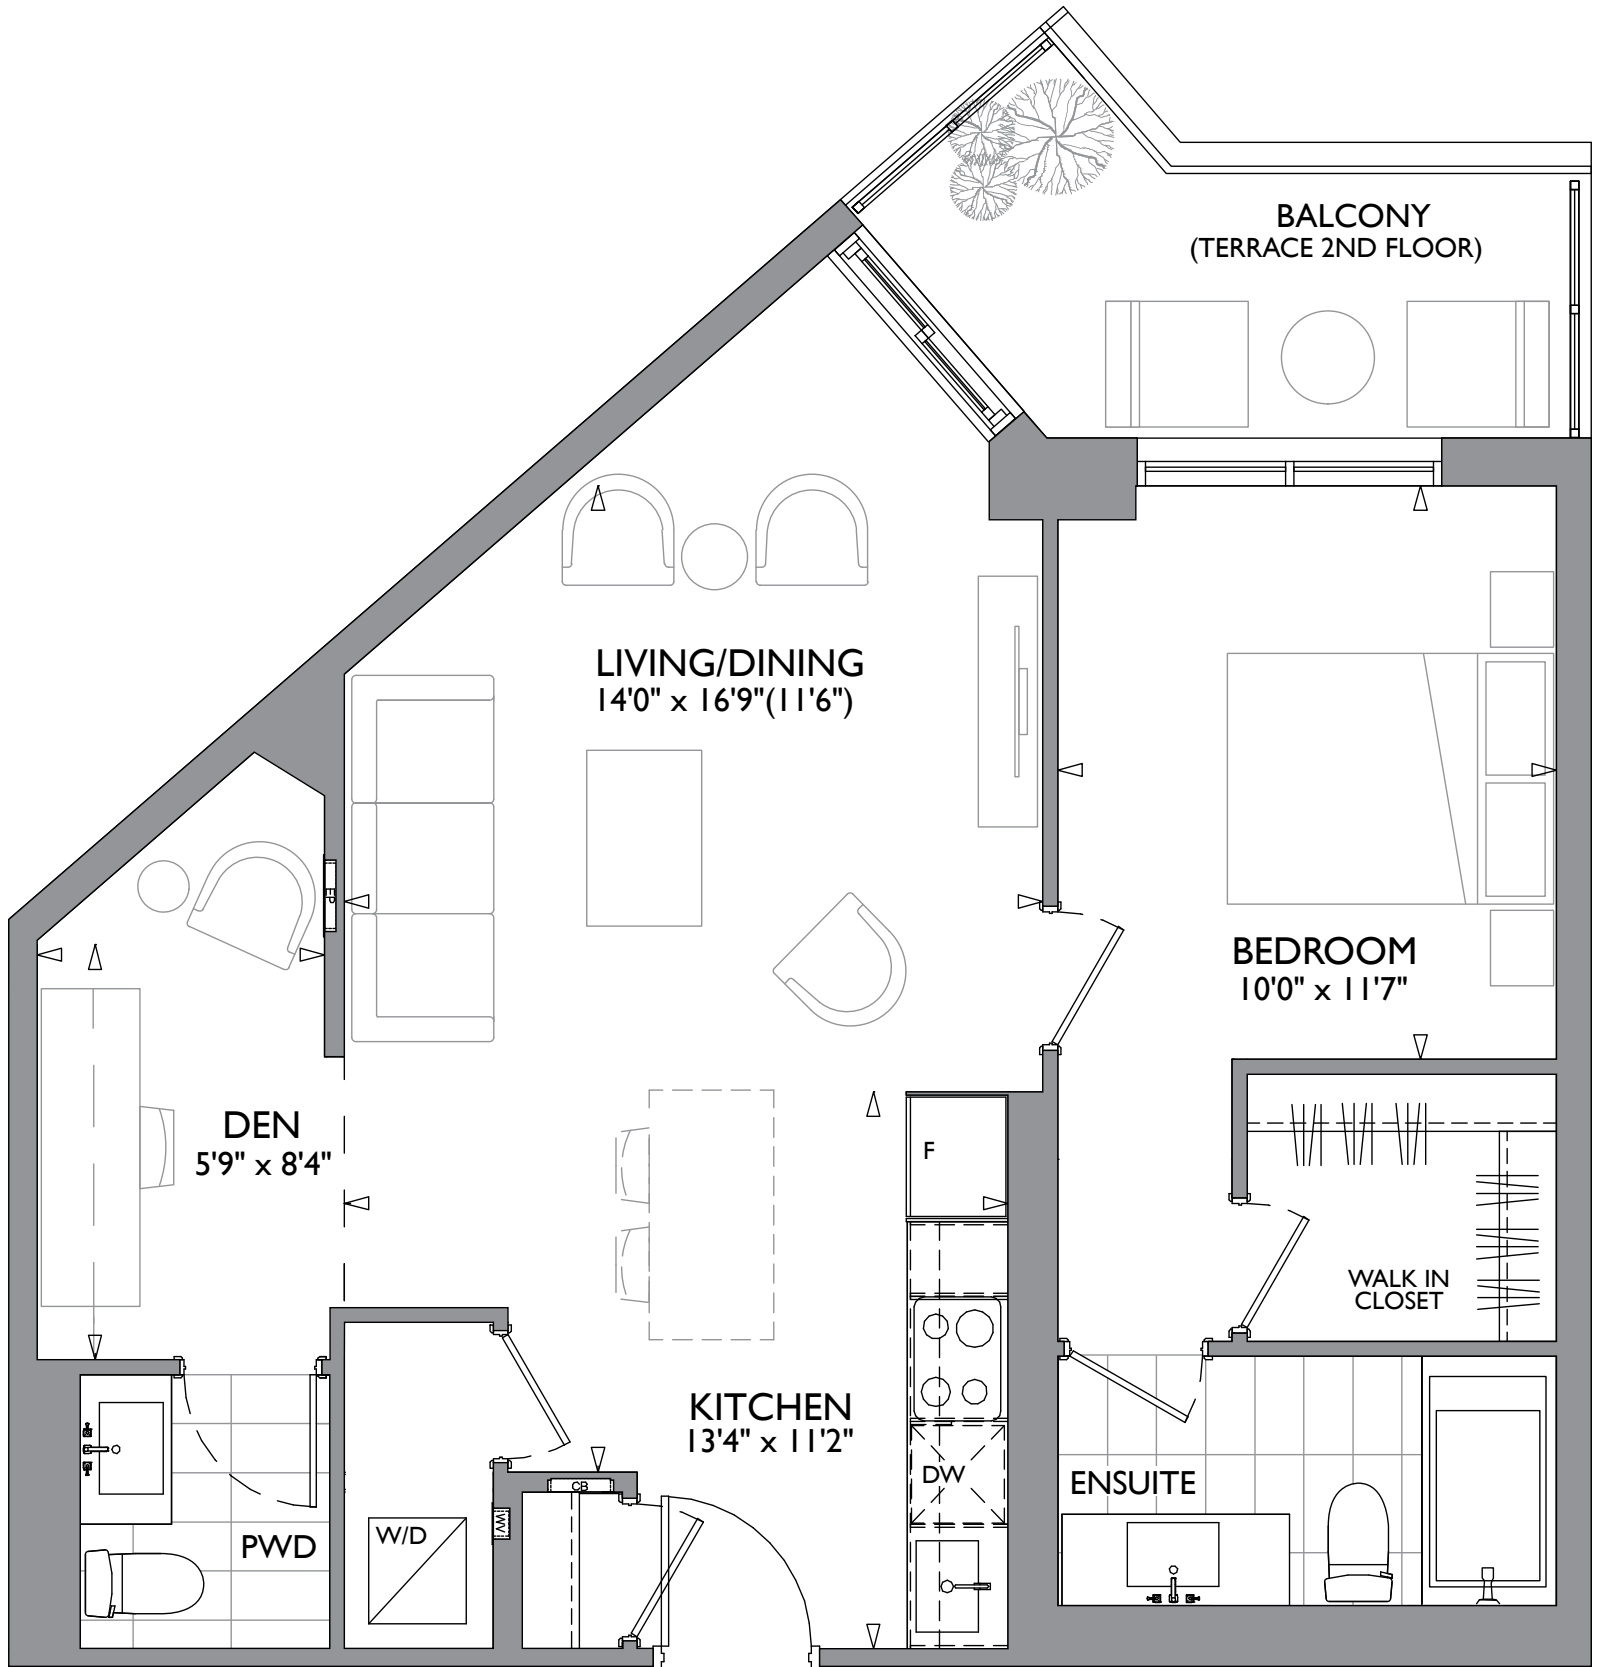 BALCONY
(TERRACE 2ND FLOOR)
LIVING/DINING
14'0" x 16'9"(11'6")
BEDROOM
10'0" x 11'7"
DEN
5'9" x 8'4"
F
WALK IN
CLOSET
KITCHEN
13'4" x 11'2"
DW
ENSUITE
CB
W/D
PWD